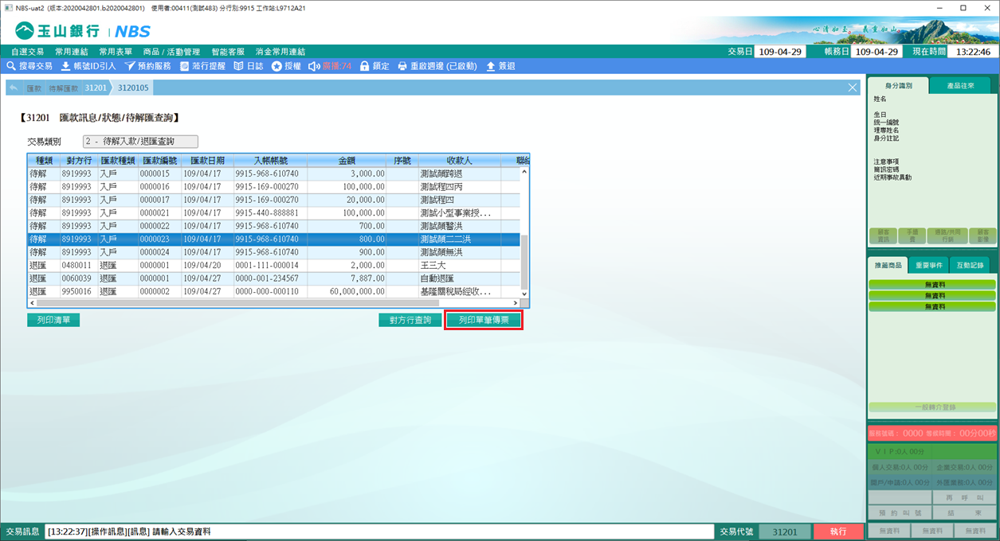 NBS-uat2 (版本:2020042801.b2020042801) 使用者:00411(測試483) 分行別:9915 工作站:L9712A21
玉山銀行 | NBS
心清如玉 義重如山
自選交易 常用連結 常用表單 商品 / 活動管理 智能客服 消金常用連結
交易日 109-04-29 帳務日 109-04-29 現在時間 13:22:46
搜尋交易 帳號ID引入 預約服務 蒞行提醒 日誌 授權 廣播:74 鎖定 重啟週邊 (已啟動) 簽退
匯款 待解匯款 31201 3120105
【31201 匯款訊息/狀態/待解匯查詢】
交易類別 2 - 待解入款/退匯查詢
種類 對方行 匯款種類 匯款編號 匯款日期 入帳帳號 金額 序號 收款人 聯絡
待解 8919993 入戶 0000015 109/04/17 9915-968-610740 3,000.00 測試顏跨退
待解 8919993 入戶 0000016 109/04/17 9915-169-000270 100,000.00 測試程四丙
待解 8919993 入戶 0000017 109/04/17 9915-169-000270 20,000.00 測試程四
待解 8919993 入戶 0000021 109/04/17 9915-440-888881 100,000.00 測試小型事業授...
待解 8919993 入戶 0000022 109/04/17 9915-968-610740 700.00 測試顏醫洪
待解 8919993 入戶 0000023 109/04/17 9915-968-610740 800.00 測試顏二二洪
待解 8919993 入戶 0000024 109/04/17 9915-968-610740 900.00 測試顏無洪
退匯 0480011 退匯 0000001 109/04/20 0001-111-000014 2,000.00 王三大
退匯 0060039 退匯 0000001 109/04/27 0000-001-234567 7,887.00 自動退匯
退匯 9950016 退匯 0000002 109/04/27 0000-000-000110 60,000,000.00 基隆關稅局經收...
列印清單 對方行查詢 列印單筆傳票
身分識別 產品往來
姓名
生日
統一編號
理專姓名
身分註記
注意事項
簡訊密碼
近期事故異動
顧客資訊 手續費 通路/共同行銷 顧客影像
推薦商品 重要事件 互動記錄
無資料
無資料
無資料
一般轉介登錄
服務號碼: 0000 00分00秒
VIP:0人 00分
個人交易:0人 00分 企業交易:0人 00分
開戶/申請:0人 00分 外匯業務:0人 00分
再呼叫
預約叫號 結束
無資料 無資料 無資料
交易訊息 [13:22:37][操作訊息][訊息] 請輸入交易資料 交易代號 31201 執行